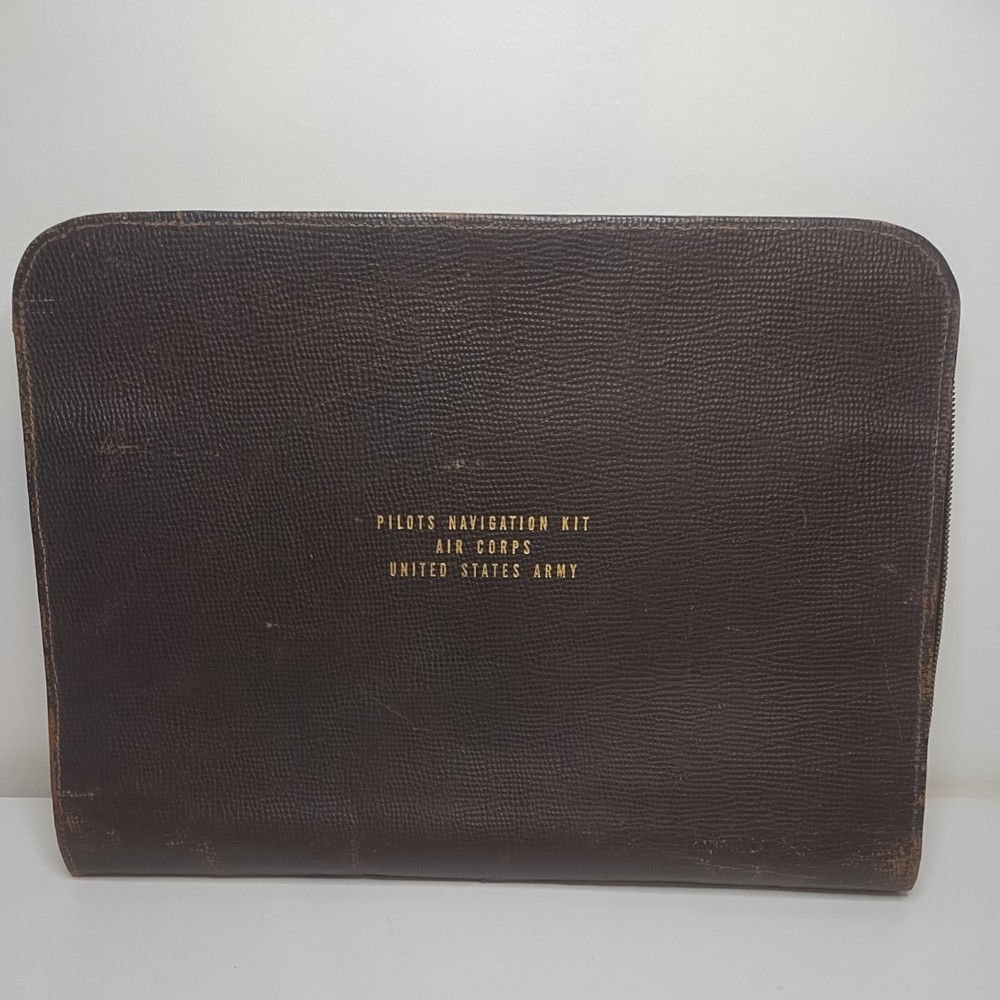 PILOTS NAVIGATION KIT
AIR CORPS
UNITED STATES ARMY